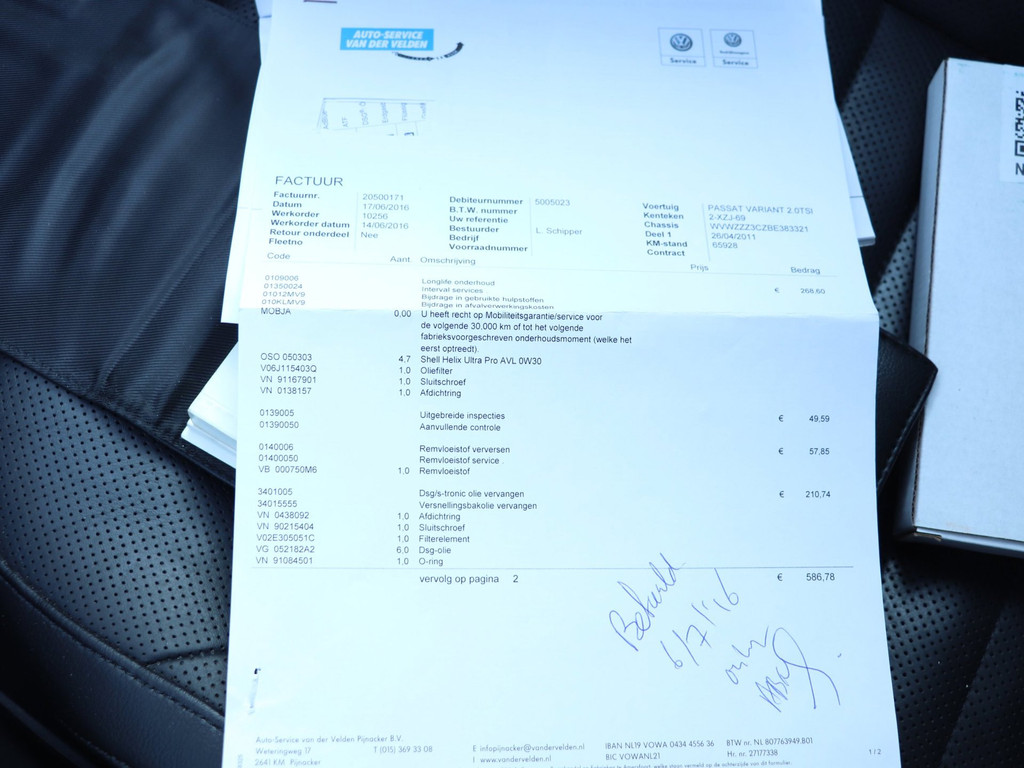 AUTO-SERVICE
VAN DER VELDEN
Service
Service
FACTUUR
Factuurnr. 20500171
Datum 17/06/2016
Werkorder 10256
Werkorder datum 14/06/2016
Retour onderdeel Nee
Fleetno
Debiteurnummer 5005023
B.T.W. nummer
Uw referentie
Bestuurder L. Schipper
Bedrijf
Voorraadnummer
Voertuig PASSAT VARIANT 2.0TSI
Kenteken 2-XZJ-69
Chassis WVWZZZ3CZBE383321
Deel 1 26/04/2011
KM-stand 65928
Contract
Code Aant Omschrijving Prijs Bedrag
0109006 Longlife onderhoud € 268,60
01350024 Interval services
01012MV9 Bijdrage in gebruikte hulpstoffen
010KLMV9 Bijdrage in afvalverwerkingskosten
MOBJA 0,00 U heeft recht op Mobiliteitsgarantie/service voor
de volgende 30.000 km of tot het volgende
fabrieksvoorgeschreven onderhoudsmoment (welke het
eerst optreedt).
OSO 050303 4,7 Shell Helix Ultra Pro AVL 0W30
V06J115403Q 1,0 Oliefilter
VN 91167901 1,0 Sluitschroef
VN 0138157 1,0 Afdichting
0139005 Uitgebreide inspecties € 49,59
01390050 Aanvullende controle
0140006 Remvloeistof verversen € 57,85
01400050 Remvloeistof service .
VB 000750M6 1,0 Remvloeistof
3401005 Dsg/s-tronic olie vervangen € 210,74
34015555 Versnellingsbakolie vervangen
VN 0438092 1,0 Afdichtring
VN 90215404 1,0 Sluitschroef
V02E305051C 1,0 Filterelement
VG 052182A2 6,0 Dsg-olie
VN 91084501 1,0 O-ring
vervolg op pagina 2 € 586,78
Betaald
6/7/'16
Auto-Service van der Velden Pijnacker B.V.
Weteringweg 17 T (015) 369 33 08
2641 KM Pijnacker
E infopijnacker@vandervelden.nl
I www.vandervelden.nl
IBAN NL19 VOWA 0434 4556 36
BIC VOWANL21
BTW nr. NL 807763949.B01
Hr. nr. 27177338
1/2
N